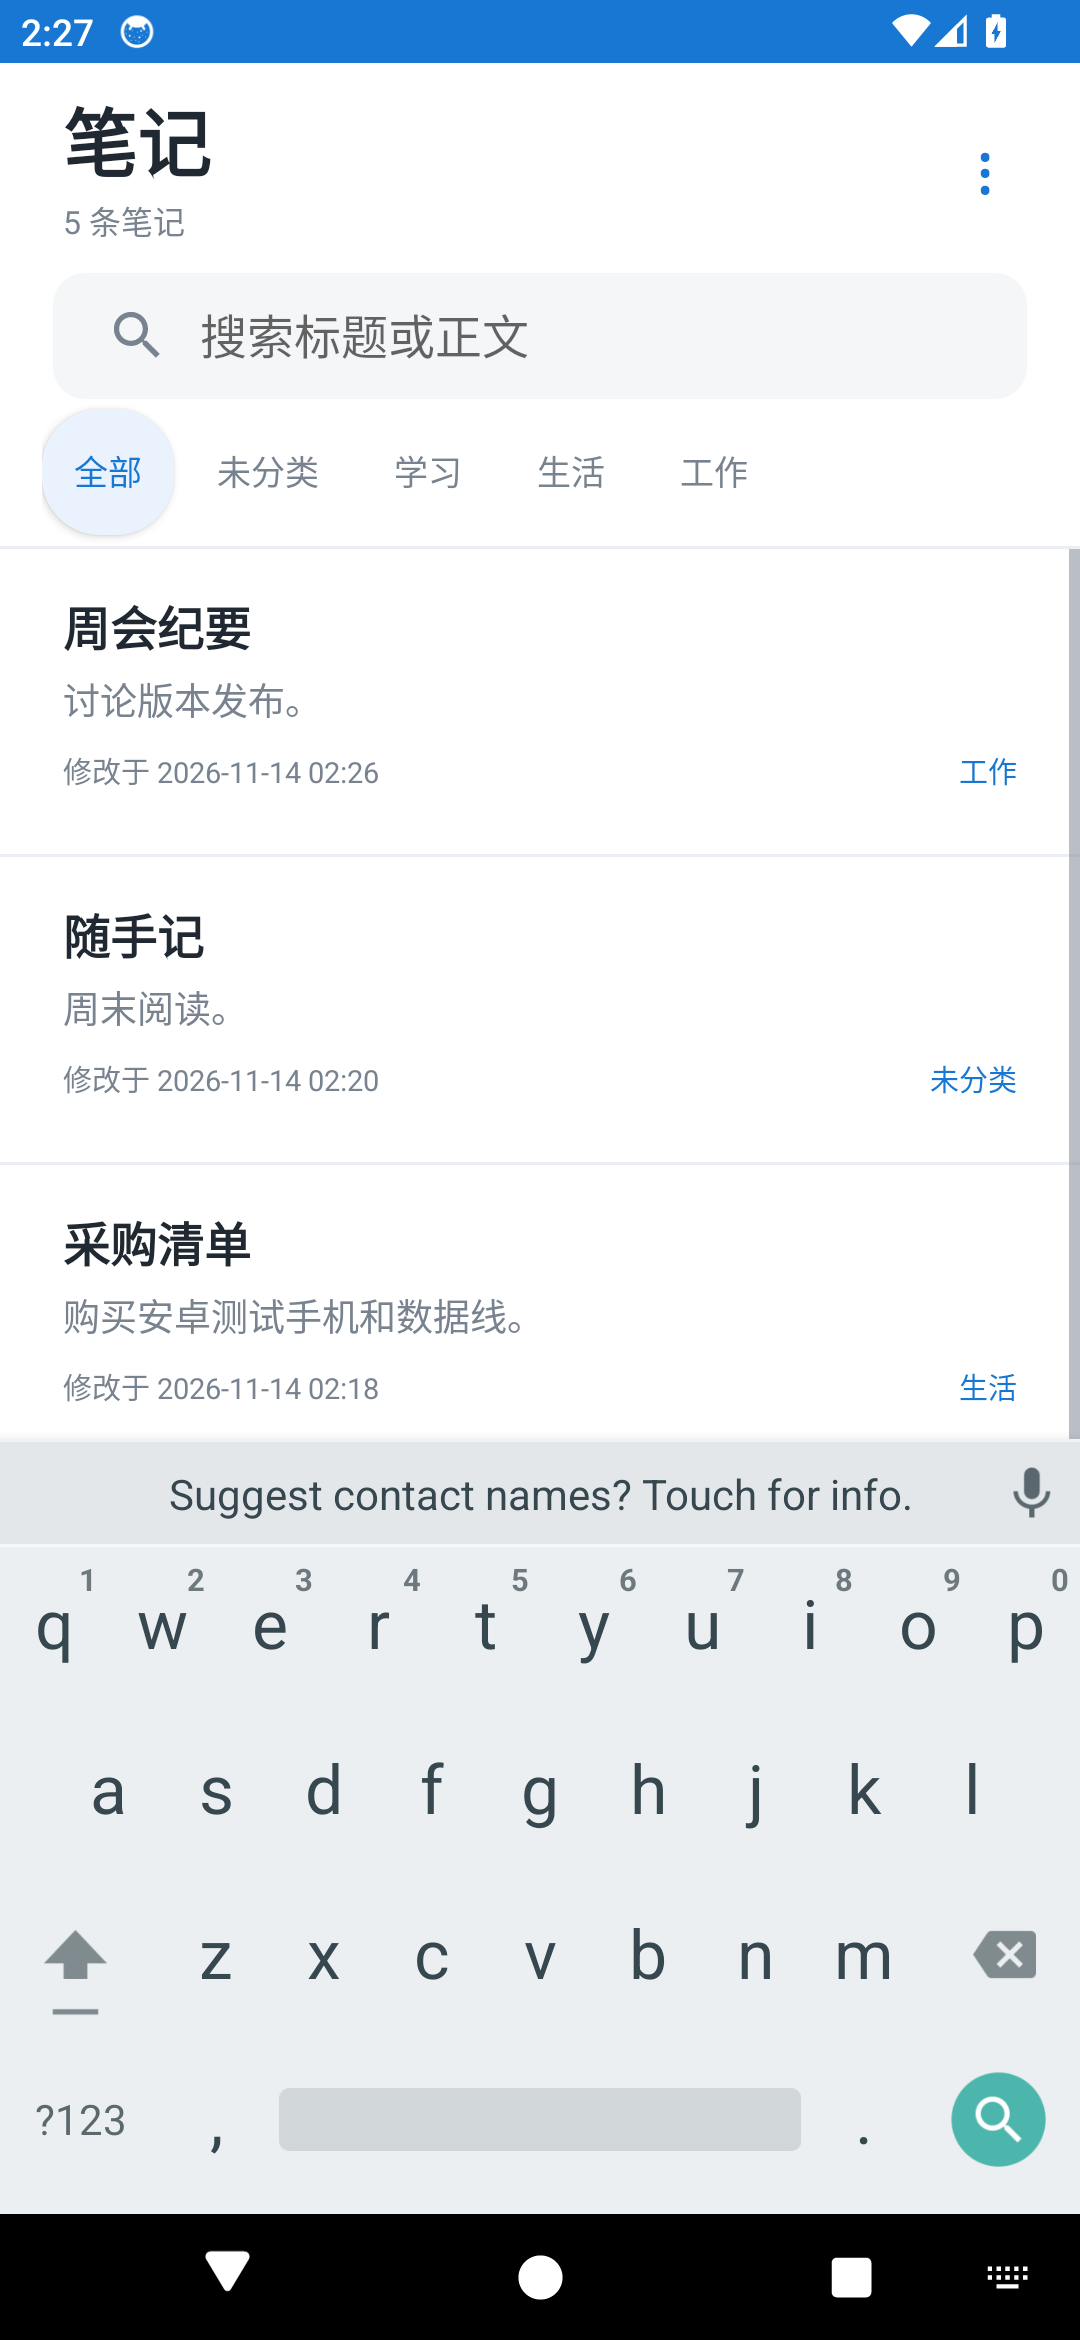 2:27
笔记
5 条笔记
搜索标题或正文
全部 未分类 学习 生活 工作
周会纪要
讨论版本发布。
修改于 2026-11-14 02:26 工作
随手记
周末阅读。
修改于 2026-11-14 02:20 未分类
采购清单
购买安卓测试手机和数据线。
修改于 2026-11-14 02:18 生活
Suggest contact names? Touch for info.
1 2 3 4 5 6 7 8 9 0
q w e r t y u i o p
a s d f g h j k l
z x c v b n m
?123 , .